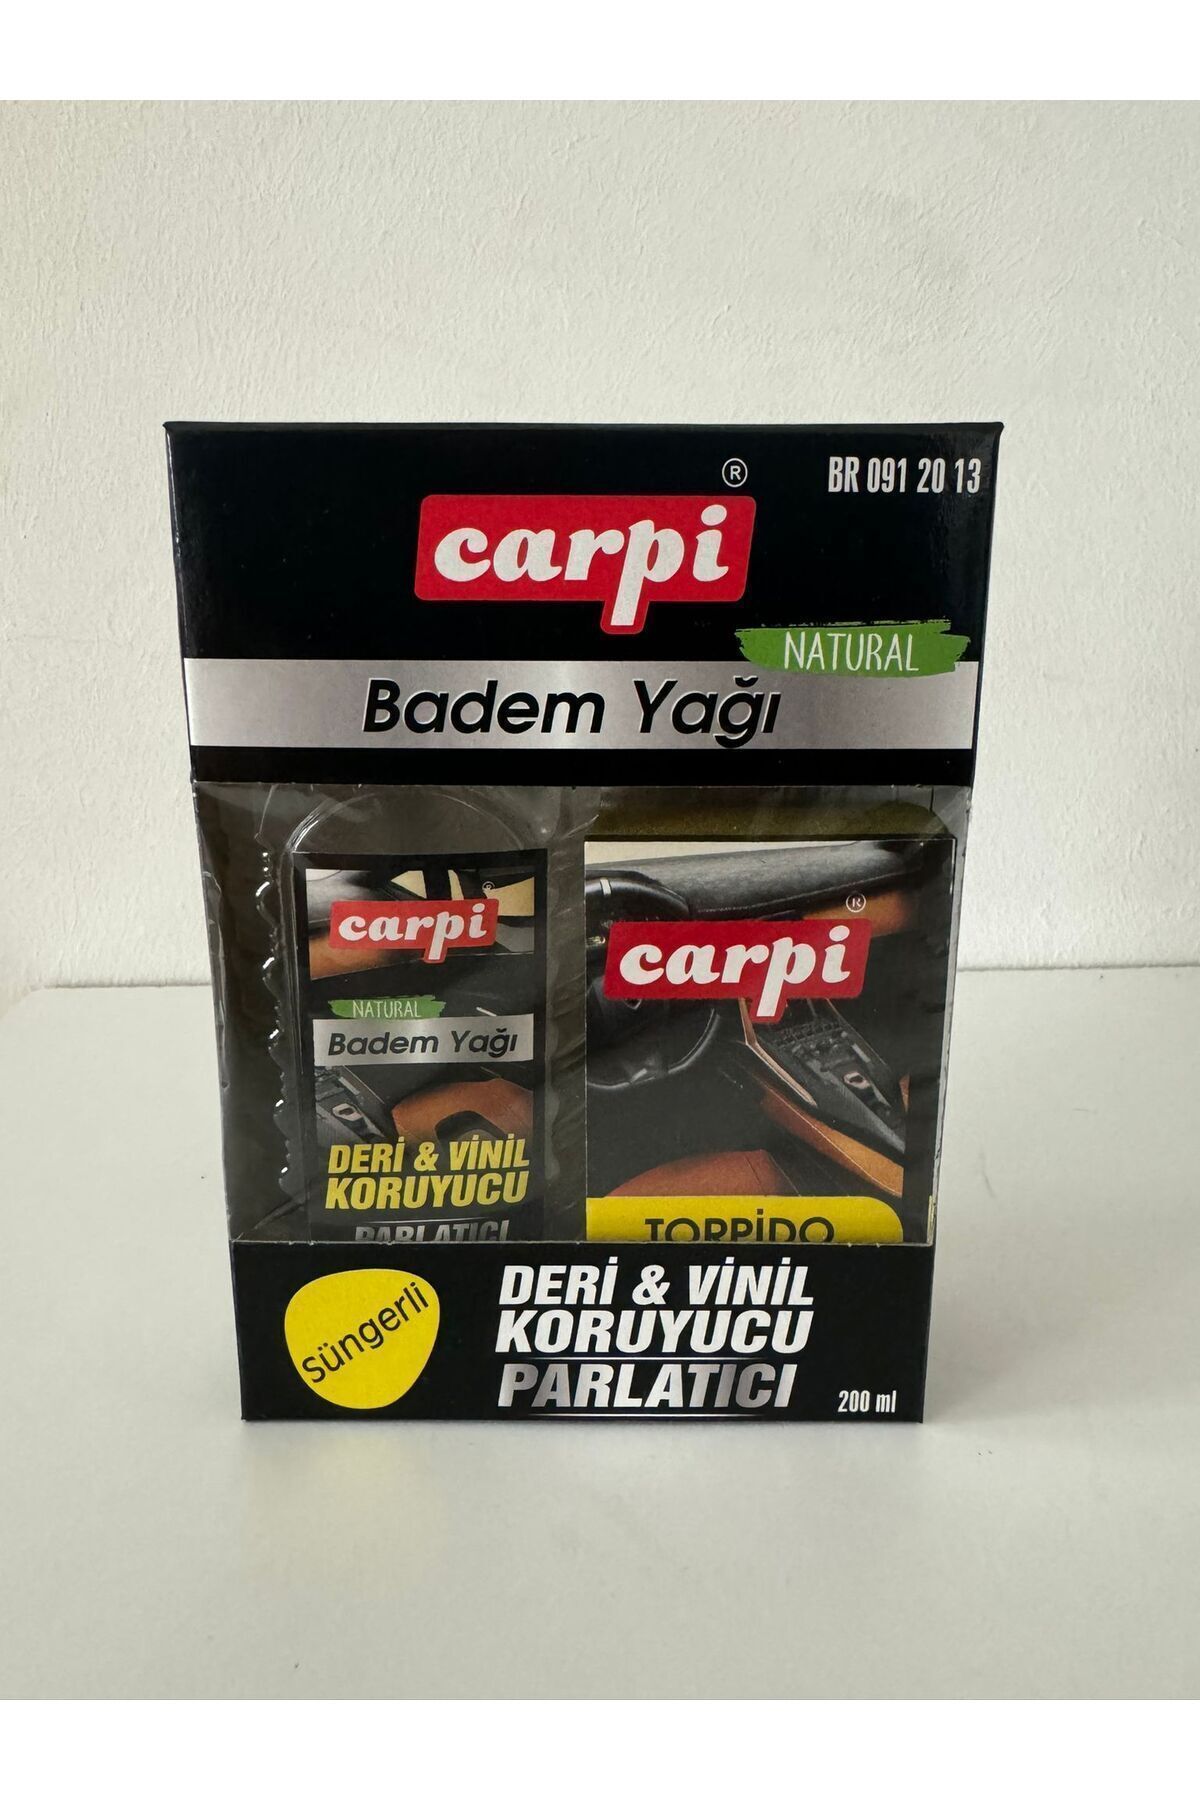 BR 091 20 13
®
carpi
NATURAL
Badem Yağı
®
carpi
NATURAL
Badem Yağı
DERİ & VİNİL
KORUYUCU
PARLATICI
®
carpi
TORPİDO
süngerli
DERİ & VİNİL
KORUYUCU
PARLATICI
200 ml